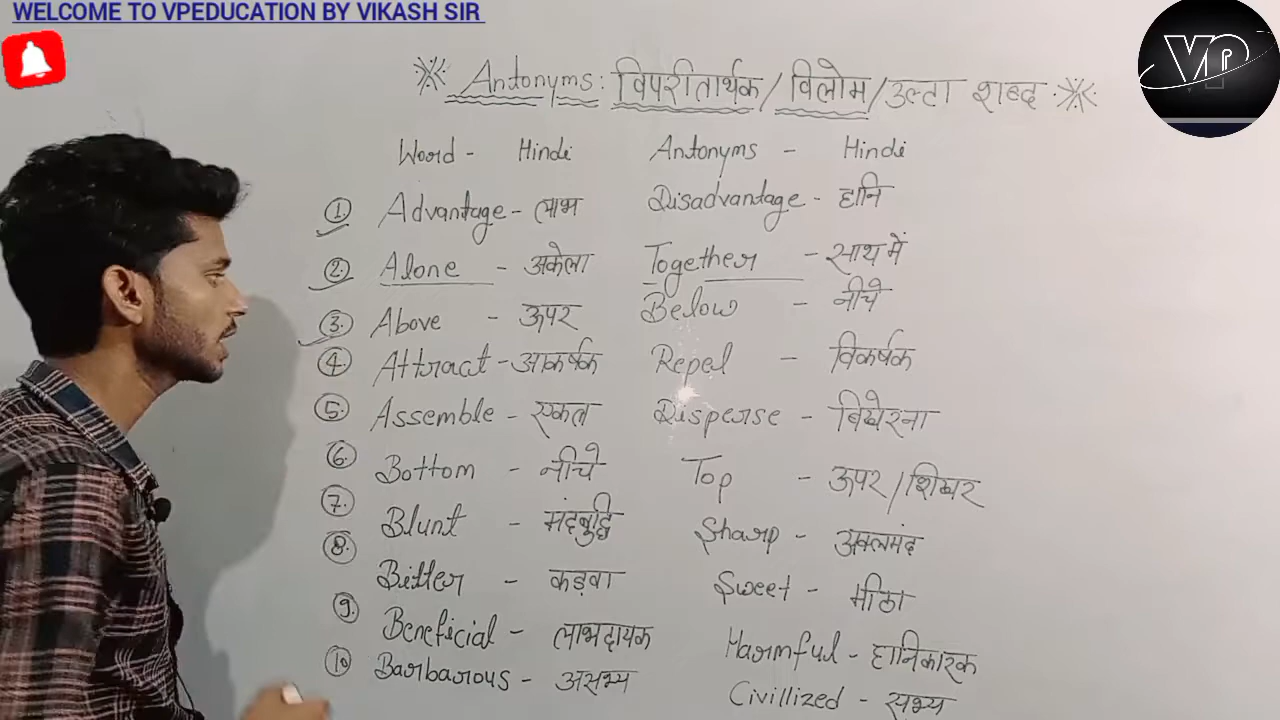 WELCOME TO VPEDUCATION BY VIKASH SIR
VP
Antonyms: विपरीतार्थक / विलोम / उल्टा शब्द
Word - Hindi Antonyms - Hindi
1. Advantage - लाभ Disadvantage - हानि
2. Alone - अकेला Together - साथ में
3. Above - ऊपर Below - नीचे
4. Attract - आकर्षक Repel - विकर्षक
5. Assemble - एकत Disperse - बिखेरना
6. Bottom - नीचे Top - ऊपर / शिखर
7. Blunt - मंदबुद्धि Sharp - अक्लमंद
8. Bitter - कड़वा Sweet - मीठा
9. Beneficial - लाभदायक Harmful - हानिकारक
10 Barbarous - असभ्य Civillized - सभ्य